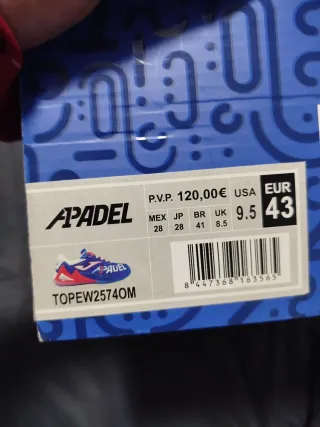 A1PADEL
P.V.P. 120,00€
USA 9.5
EUR 43
MEX 28
JP 28
BR 41
UK 8.5
TOPEW2574OM
8 447368 163565